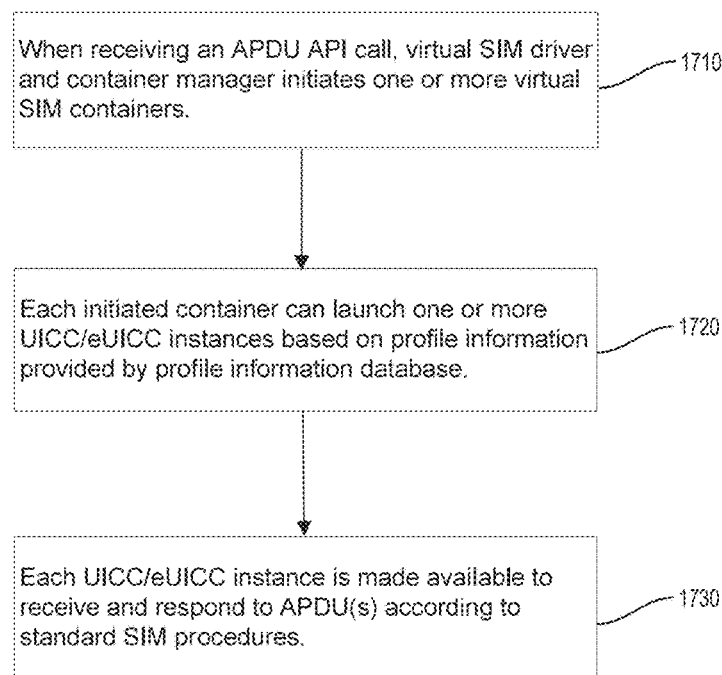 When receiving an APDU API call, virtual SIM driver
and container manager initiates one or more virtual
SIM containers.
1710
Each initiated container can launch one or more
UICC/eUICC instances based on profile information
provided by profile information database.
1720
Each UICC/eUICC instance is made available to
receive and respond to APDU(s) according to
standard SIM procedures.
1730